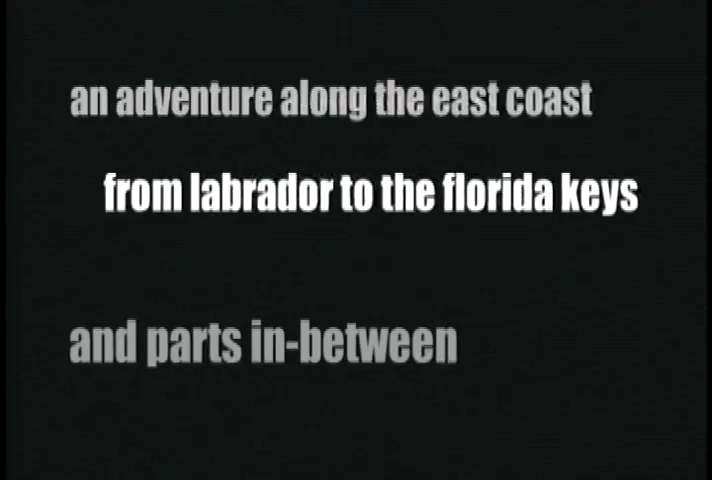 an adventure along the east coast
from labrador to the florida keys
and parts in-between